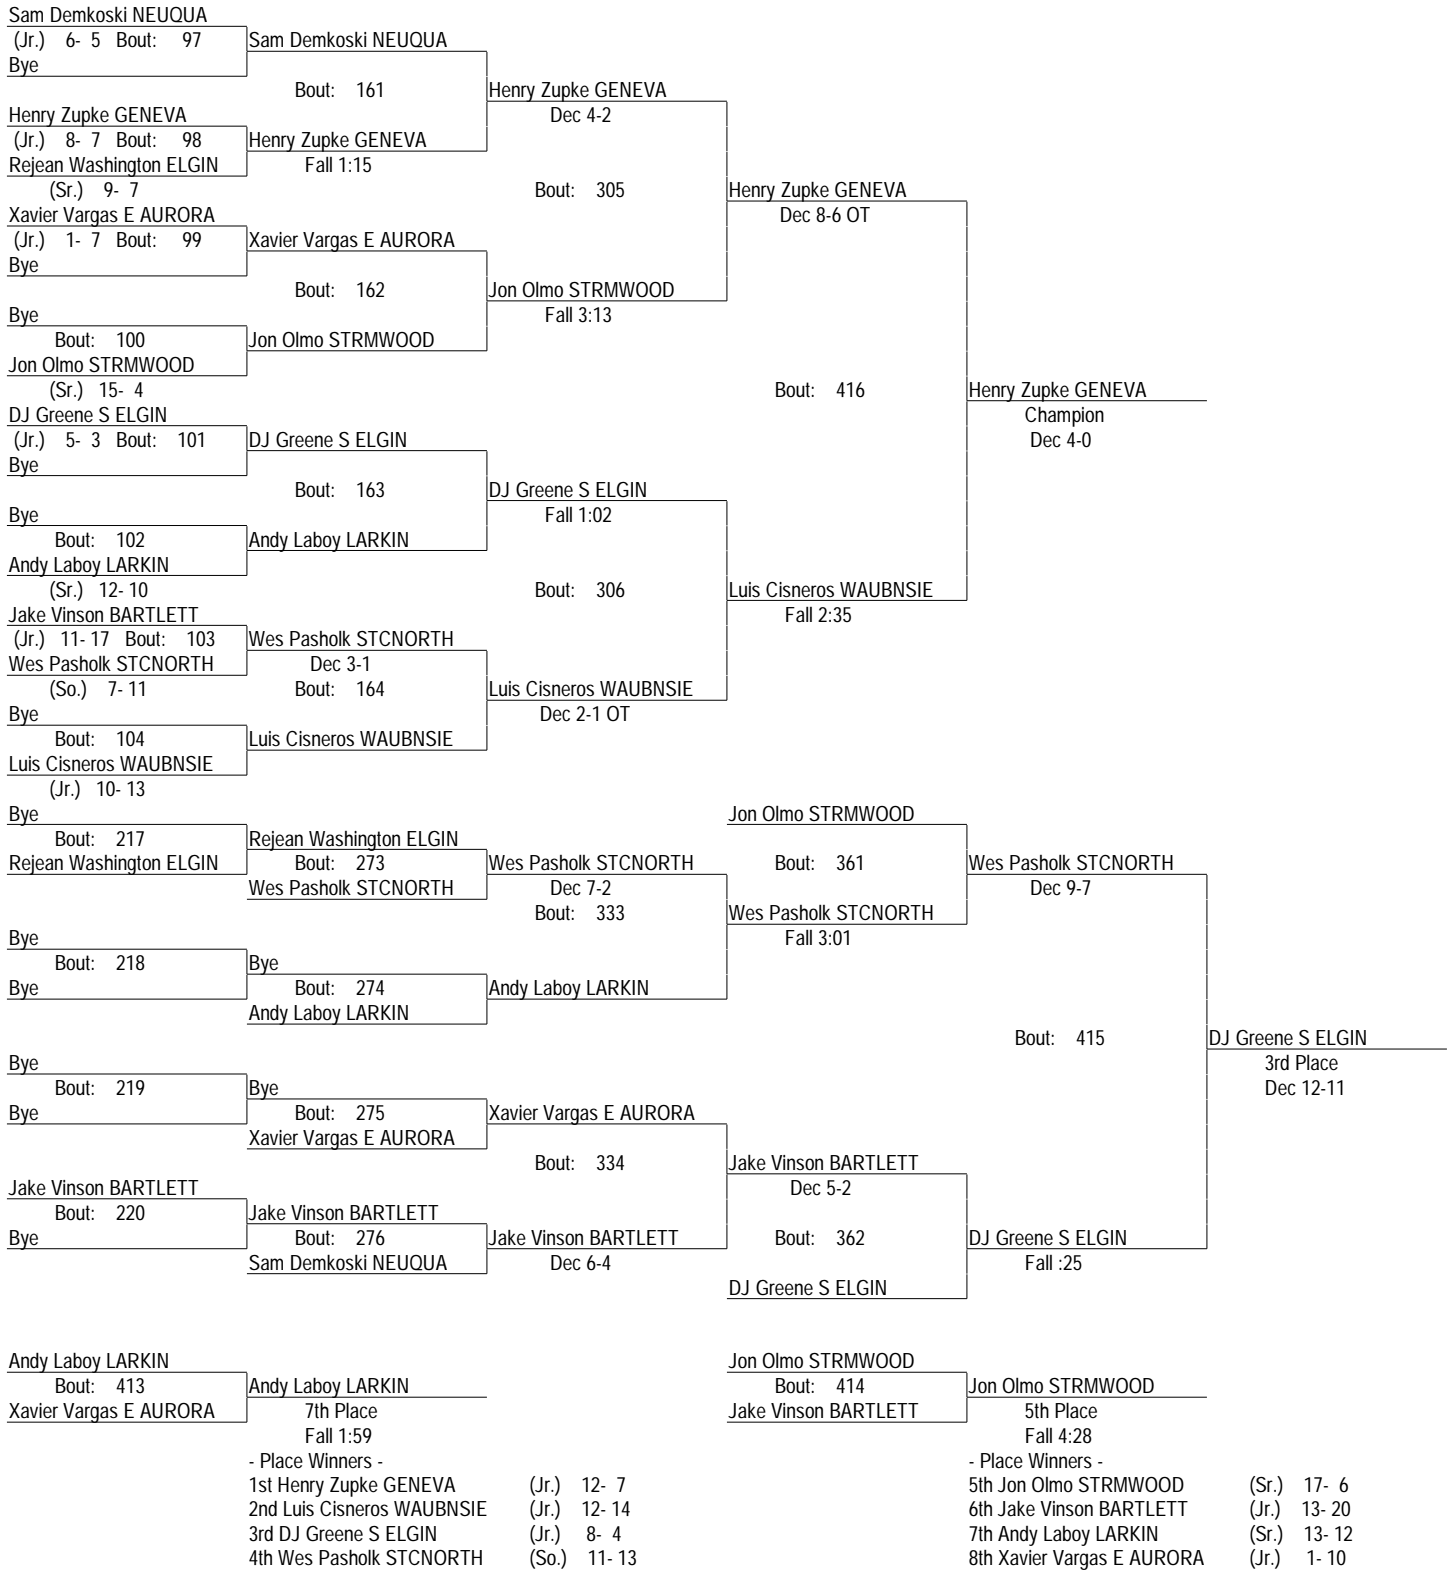 Sam Demkoski NEUQUA
(Jr.) 6- 5 Bout: 97 Sam Demkoski NEUQUA
Bye
Bout: 161 Henry Zupke GENEVA
Henry Zupke GENEVA Dec 4-2
(Jr.) 8- 7 Bout: 98 Henry Zupke GENEVA
Rejean Washington ELGIN Fall 1:15
(Sr.) 9- 7 Bout: 305 Henry Zupke GENEVA
Xavier Vargas E AURORA Dec 8-6 OT
(Jr.) 1- 7 Bout: 99 Xavier Vargas E AURORA
Bye
Bout: 162 Jon Olmo STRMWOOD
Bye Fall 3:13
Bout: 100 Jon Olmo STRMWOOD
Jon Olmo STRMWOOD
(Sr.) 15- 4 Bout: 416 Henry Zupke GENEVA
DJ Greene S ELGIN Champion
(Jr.) 5- 3 Bout: 101 DJ Greene S ELGIN Dec 4-0
Bye
Bout: 163 DJ Greene S ELGIN
Bye Fall 1:02
Bout: 102 Andy Laboy LARKIN
Andy Laboy LARKIN
(Sr.) 12- 10 Bout: 306 Luis Cisneros WAUBNSIE
Jake Vinson BARTLETT Fall 2:35
(Jr.) 11- 17 Bout: 103 Wes Pasholk STCNORTH
Wes Pasholk STCNORTH Dec 3-1
(So.) 7- 11 Bout: 164 Luis Cisneros WAUBNSIE
Bye Dec 2-1 OT
Bout: 104 Luis Cisneros WAUBNSIE
Luis Cisneros WAUBNSIE
(Jr.) 10- 13
Bye Jon Olmo STRMWOOD
Bout: 217 Rejean Washington ELGIN
Rejean Washington ELGIN Bout: 273 Wes Pasholk STCNORTH Bout: 361 Wes Pasholk STCNORTH
Wes Pasholk STCNORTH Dec 7-2 Dec 9-7
Bout: 333 Wes Pasholk STCNORTH
Bye Fall 3:01
Bout: 218 Bye
Bye Bout: 274 Andy Laboy LARKIN
Andy Laboy LARKIN
Bout: 415 DJ Greene S ELGIN
Bye 3rd Place
Bout: 219 Bye Dec 12-11
Bye Bout: 275 Xavier Vargas E AURORA
Xavier Vargas E AURORA
Bout: 334 Jake Vinson BARTLETT
Jake Vinson BARTLETT Dec 5-2
Bout: 220 Jake Vinson BARTLETT
Bye Bout: 276 Jake Vinson BARTLETT Bout: 362 DJ Greene S ELGIN
Sam Demkoski NEUQUA Dec 6-4 Fall :25
DJ Greene S ELGIN
Andy Laboy LARKIN Jon Olmo STRMWOOD
Bout: 413 Andy Laboy LARKIN Bout: 414 Jon Olmo STRMWOOD
Xavier Vargas E AURORA 7th Place Jake Vinson BARTLETT 5th Place
Fall 1:59 Fall 4:28
- Place Winners - - Place Winners -
1st Henry Zupke GENEVA (Jr.) 12- 7 5th Jon Olmo STRMWOOD (Sr.) 17- 6
2nd Luis Cisneros WAUBNSIE (Jr.) 12- 14 6th Jake Vinson BARTLETT (Jr.) 13- 20
3rd DJ Greene S ELGIN (Jr.) 8- 4 7th Andy Laboy LARKIN (Sr.) 13- 12
4th Wes Pasholk STCNORTH (So.) 11- 13 8th Xavier Vargas E AURORA (Jr.) 1- 10